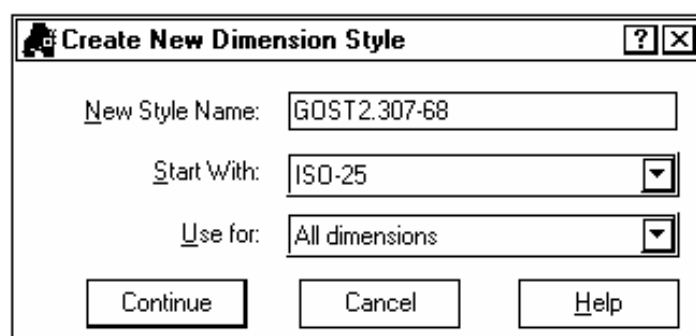 Create New Dimension Style ? X
New Style Name: GOST2.307-68
Start With: ISO-25
Use for: All dimensions
Continue Cancel Help